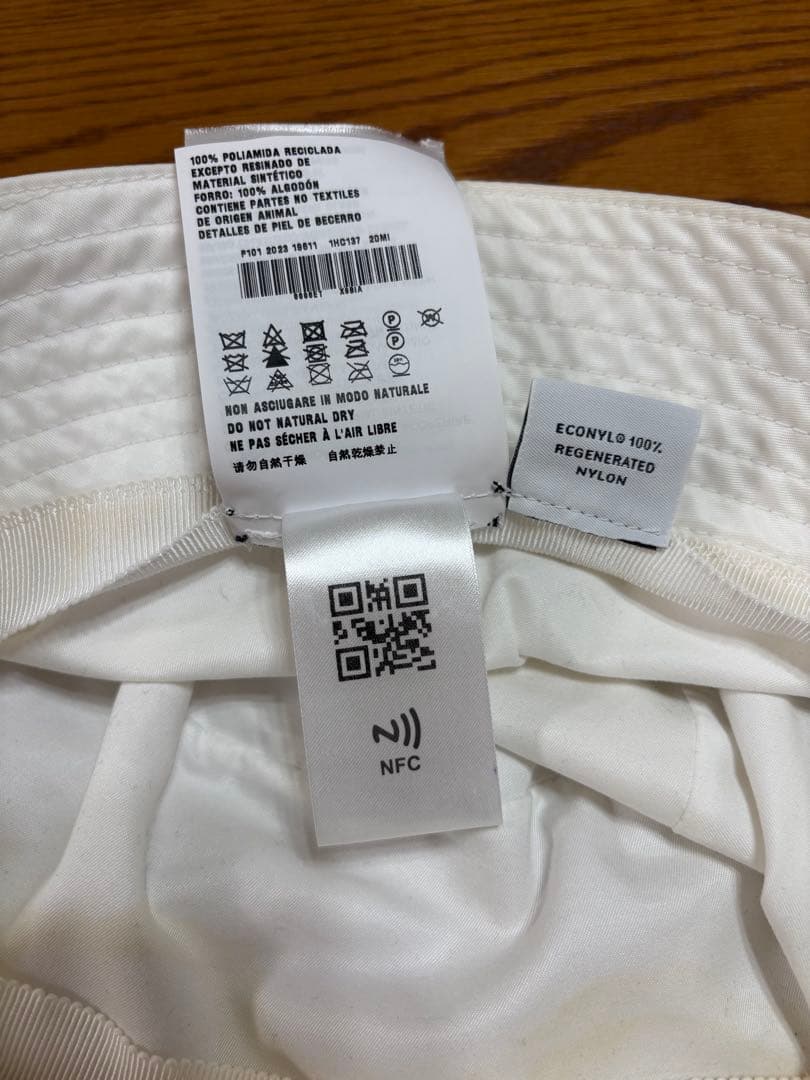 100% POLIAMIDA RECICLADA
EXCEPTO RESINADO DE
MATERIAL SINTÉTICO
FORRO: 100% ALGODÓN
CONTIENE PARTES NO TEXTILES
DE ORIGEN ANIMAL
DETALLES DE PIEL DE BECERRO
P101 2023 19611 1HC137 2DMI
P P
NON ASCIUGARE IN MODO NATURALE
DO NOT NATURAL DRY
NE PAS SÉCHER À L'AIR LIBRE
请勿自然干燥 自然乾燥禁止
ECONYL® 100%
REGENERATED
NYLON
NFC